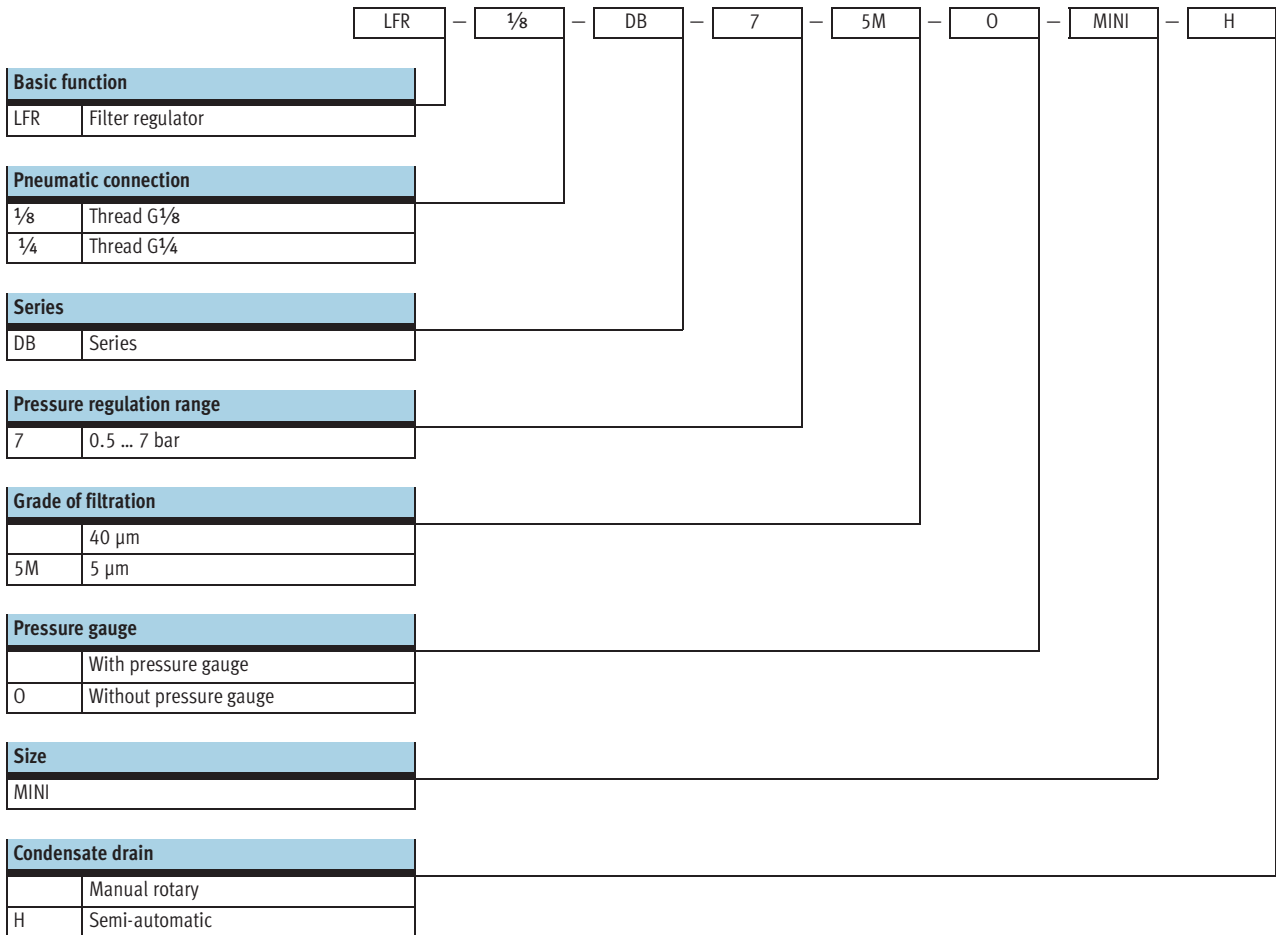 LFR – ⅛ – DB – 7 – 5M – O – MINI – H
Basic function
LFR Filter regulator
Pneumatic connection
⅛ Thread G⅛
¼ Thread G¼
Series
DB Series
Pressure regulation range
7 0.5 … 7 bar
Grade of filtration
40 µm
5M 5 µm
Pressure gauge
With pressure gauge
O Without pressure gauge
Size
MINI
Condensate drain
Manual rotary
H Semi-automatic